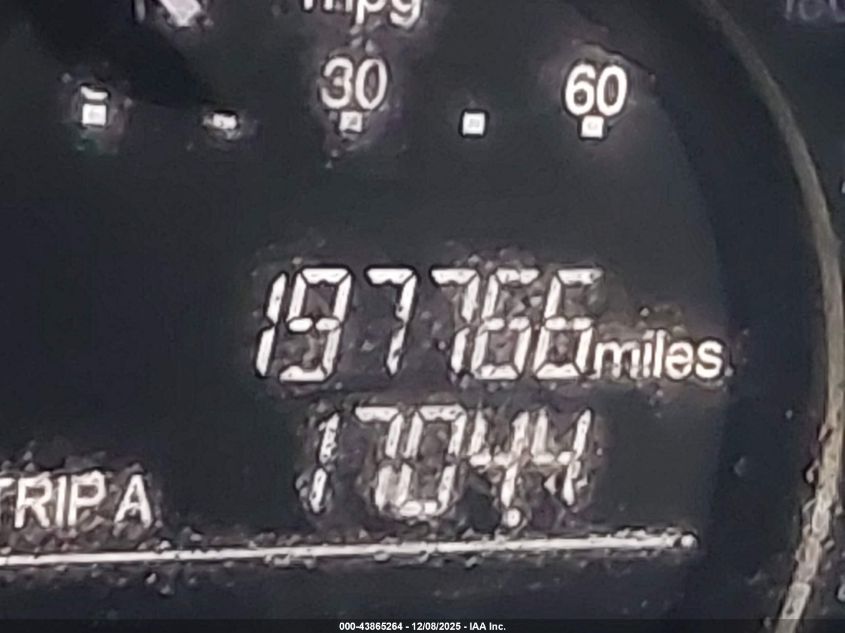 mpg
30 60
197766 miles
TRIP A 1704.4
000-43865264 - 12/08/2025 - IAA Inc.